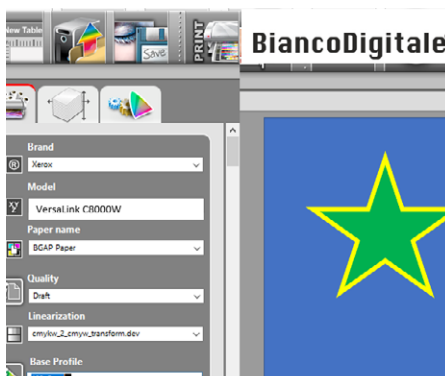 New Table
Save
PRINT
BiancoDigitale
Brand
® Xerox
Model
XY VersaLink C8000W
Paper name
BGAP Paper
Quality
Draft
Linearization
cmykw_2_cmyw_transform.dev
Base Profile